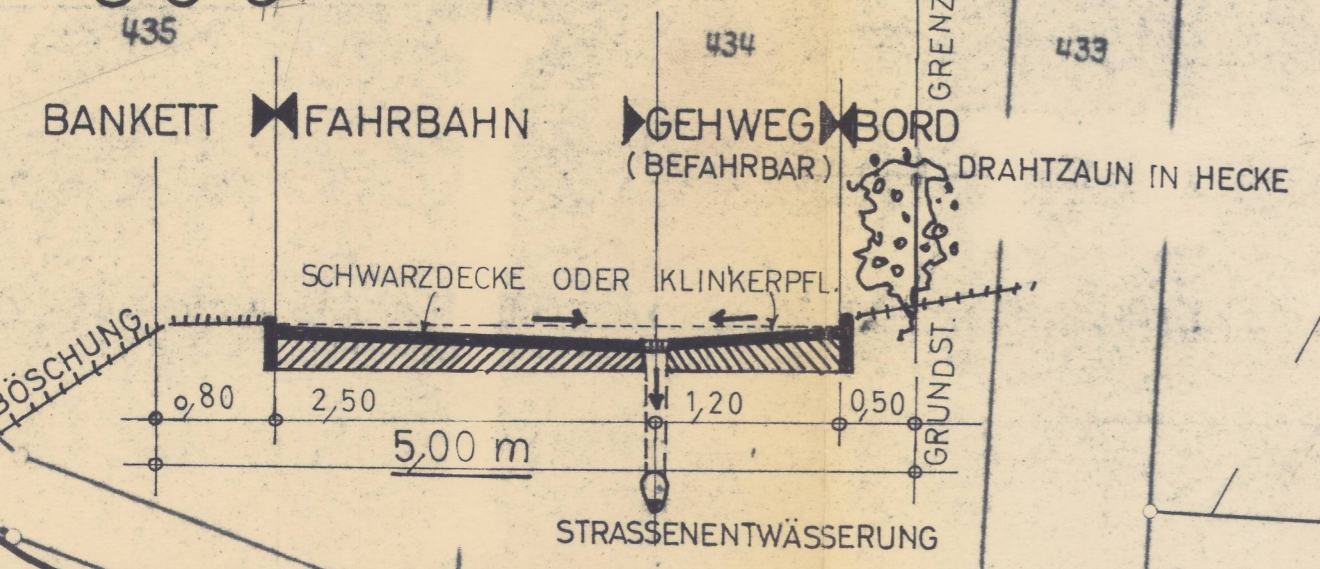 435
434
433
GRENZ
BANKETT FAHRBAHN GEHWEG BORD
(BEFAHRBAR)
DRAHTZAUN IN HECKE
SCHWARZDECKE ODER KLINKERPFL.
BÖSCHUNG
0,80 2,50 1,20 0,50
GRUNDST.
5,00 m
STRASSENENTWÄSSERUNG